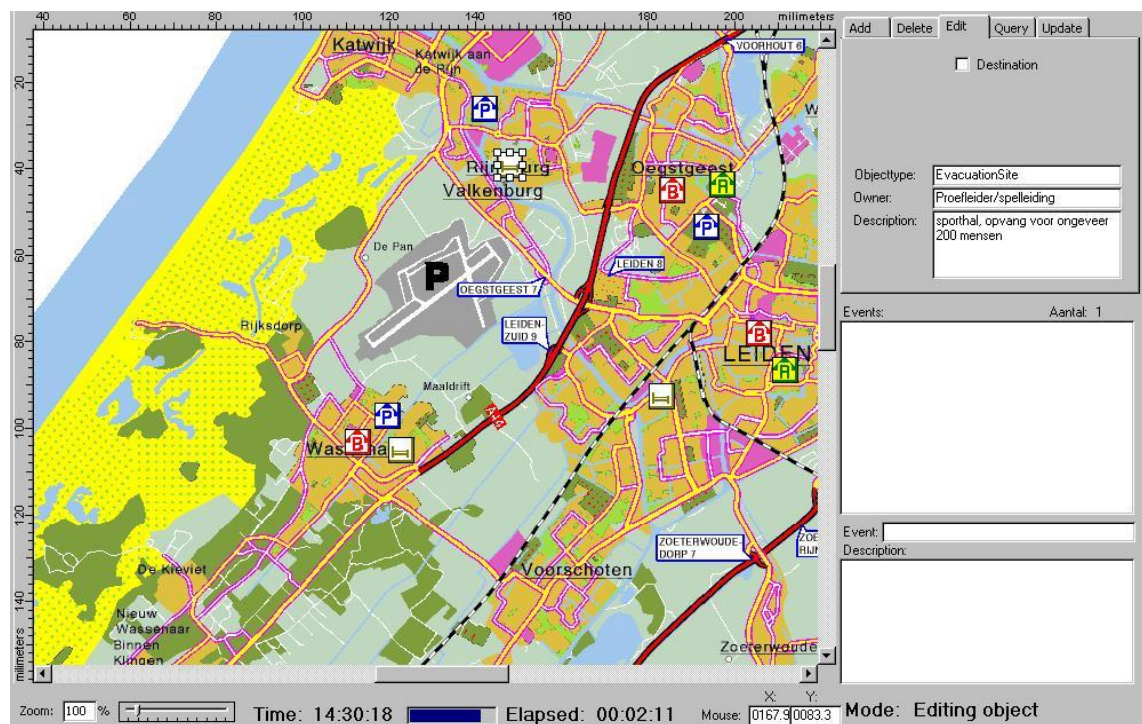 40 60 80 100 120 140 160 180 200 milimeters
Add Delete Edit Query Update
Destination
20
40
60
80
100
120
140
milimeters
Katwijk
Katwijk aan
de Rijn
VOORHOUT 6
P
Oegstgeest
Valkenburg
B
A
P
De Pan
P
LEIDEN 8
OEGSTGEEST 7
LEIDEN-
ZUID 9
Rijksdorp
B
LEIDEN
A
Maaldrift
P
B
A44
ZOETERWOUDE-
DORP 7
Voorschoten
De Kieviet
Nieuw
Wassenaar
Binnen
Klingen
Zoeterwoude
Objecttype: EvacuationSite
Owner: Proefleider/spelleiding
Description: sporthal, opvang voor ongeveer
200 mensen
Events: Aantal: 1
Event:
Description:
Zoom: 100 % Time: 14:30:18 Elapsed: 00:02:11 Mouse: X: 0167.9 Y: 0083.3 Mode: Editing object